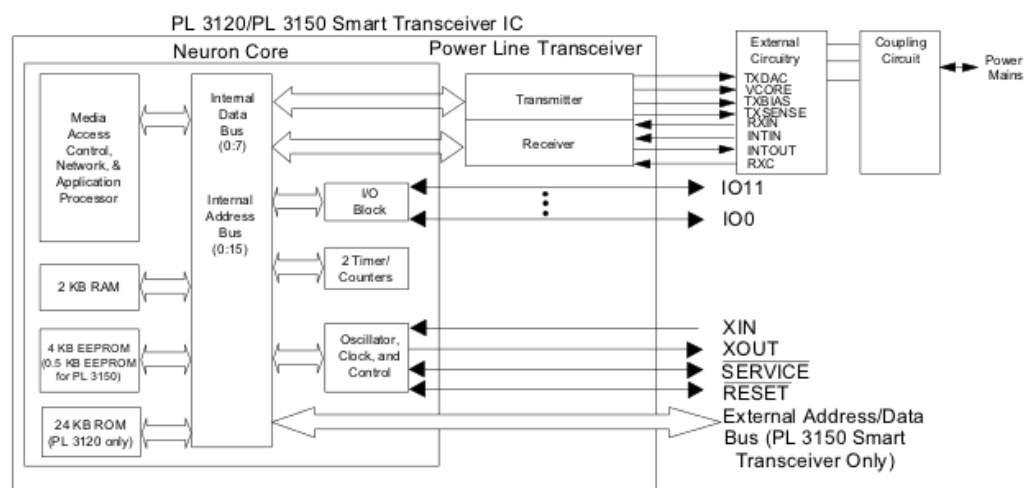 PL 3120/PL 3150 Smart Transceiver IC
Neuron Core
Power Line Transceiver
Media
Access
Control,
Network, &
Application
Processor
2 KB RAM
4 KB EEPROM
(0.5 KB EEPROM
for PL 3150)
24 KB ROM
(PL 3120 only)
Internal
Data
Bus
(0:7)
Internal
Address
Bus
(0:15)
Transmitter
Receiver
I/O
Block
2 Timer/
Counters
Oscillator,
Clock, and
Control
External
Circuitry
TXDAC
VCORE
TXBIAS
TXSENSE
RXIN
INTIN
INTOUT
RXC
Coupling
Circuit
Power
Mains
IO11
IO0
XIN
XOUT
SERVICE
RESET
External Address/Data
Bus (PL 3150 Smart
Transceiver Only)